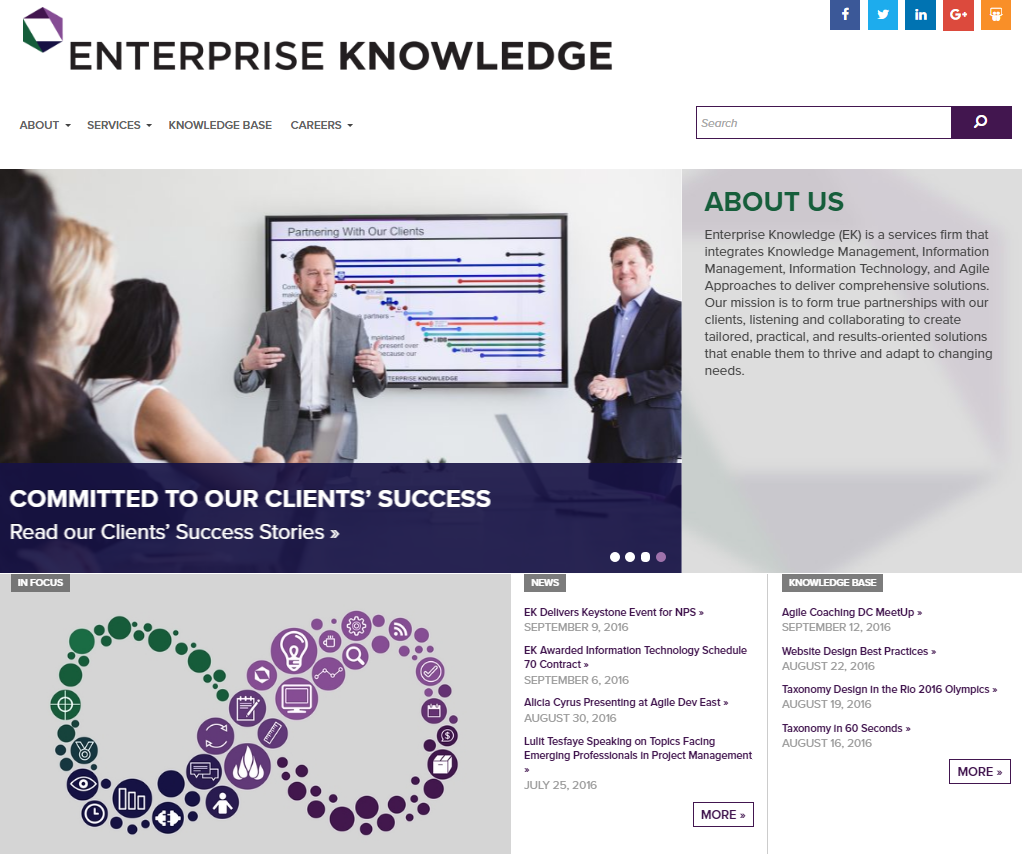 ENTERPRISE KNOWLEDGE
ABOUT
SERVICES
KNOWLEDGE BASE
CAREERS
Search
Partnering With Our Clients
partners –
maintained
present over
because our
TERPRISE KNOWLEDGE
COMMITTED TO OUR CLIENTS’ SUCCESS
Read our Clients’ Success Stories »
ABOUT US
Enterprise Knowledge (EK) is a services firm that
integrates Knowledge Management, Information
Management, Information Technology, and Agile
Approaches to deliver comprehensive solutions.
Our mission is to form true partnerships with our
clients, listening and collaborating to create
tailored, practical, and results-oriented solutions
that enable them to thrive and adapt to changing
needs.
IN FOCUS
NEWS
EK Delivers Keystone Event for NPS »
SEPTEMBER 9, 2016
EK Awarded Information Technology Schedule
70 Contract »
SEPTEMBER 6, 2016
Alicia Cyrus Presenting at Agile Dev East »
AUGUST 30, 2016
Lulit Tesfaye Speaking on Topics Facing
Emerging Professionals in Project Management
»
JULY 25, 2016
MORE »
KNOWLEDGE BASE
Agile Coaching DC MeetUp »
SEPTEMBER 12, 2016
Website Design Best Practices »
AUGUST 22, 2016
Taxonomy Design in the Rio 2016 Olympics »
AUGUST 19, 2016
Taxonomy in 60 Seconds »
AUGUST 16, 2016
MORE »